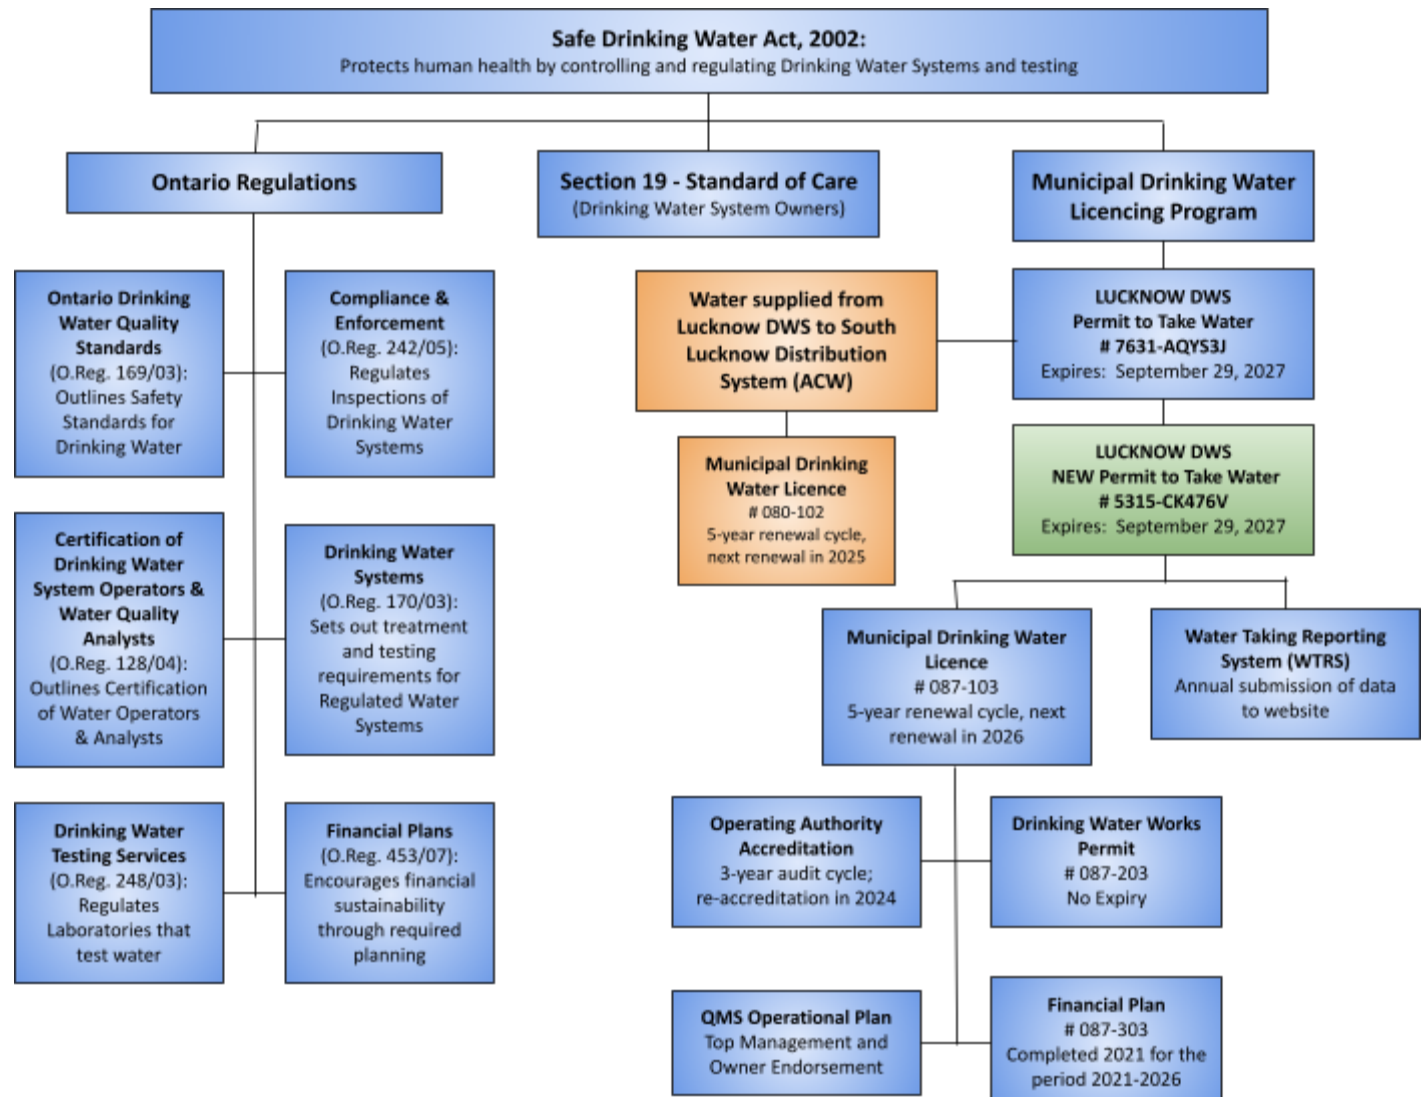 Safe Drinking Water Act, 2002:
Protects human health by controlling and regulating Drinking Water Systems and testing
Ontario Regulations
Section 19 - Standard of Care
(Drinking Water System Owners)
Municipal Drinking Water
Licencing Program
Ontario Drinking
Water Quality
Standards
(O.Reg. 169/03):
Outlines Safety
Standards for
Drinking Water
Compliance &
Enforcement
(O.Reg. 242/05):
Regulates
Inspections of
Drinking Water
Systems
Water supplied from
Lucknow DWS to South
Lucknow Distribution
System (ACW)
LUCKNOW DWS
Permit to Take Water
# 7631-AQYS3J
Expires: September 29, 2027
Municipal Drinking
Water Licence
# 080-102
5-year renewal cycle,
next renewal in 2025
LUCKNOW DWS
NEW Permit to Take Water
# 5315-CK476V
Expires: September 29, 2027
Certification of
Drinking Water
System Operators &
Water Quality
Analysts
(O.Reg. 128/04):
Outlines Certification
of Water Operators
& Analysts
Drinking Water
Systems
(O.Reg. 170/03):
Sets out treatment
and testing
requirements for
Regulated Water
Systems
Municipal Drinking Water
Licence
# 087-103
5-year renewal cycle, next
renewal in 2026
Water Taking Reporting
System (WTRS)
Annual submission of data
to website
Drinking Water
Testing Services
(O.Reg. 248/03):
Regulates
Laboratories that
test water
Financial Plans
(O.Reg. 453/07):
Encourages financial
sustainability
through required
planning
Operating Authority
Accreditation
3-year audit cycle;
re-accreditation in 2024
Drinking Water Works
Permit
# 087-203
No Expiry
QMS Operational Plan
Top Management and
Owner Endorsement
Financial Plan
# 087-303
Completed 2021 for the
period 2021-2026